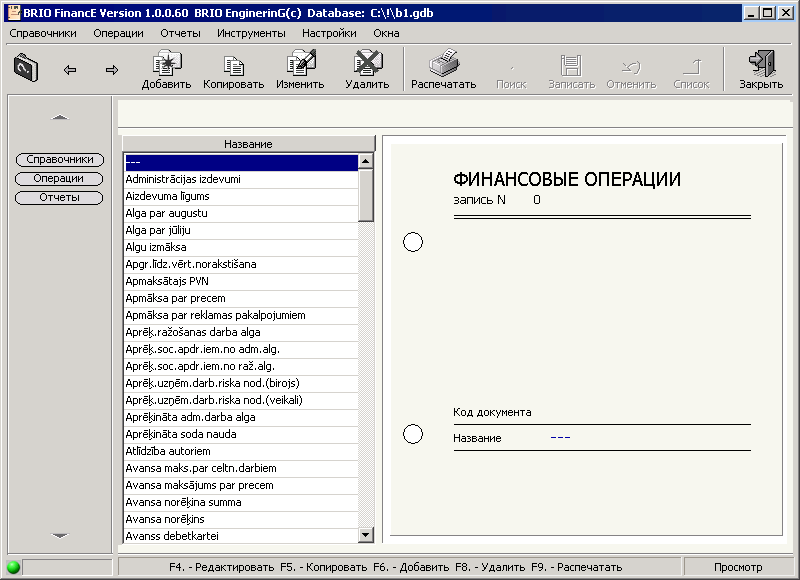 BRIO FinancE Version 1.0.0.60 BRIO EnginerinG(c) Database: C:\!\b1.gdb
Справочники Операции Отчеты Инструменты Настройки Окна
Добавить Копировать Изменить Удалить Распечатать Поиск Записать Отменить Список Закрыть
Справочники
Операции
Отчеты
Название
---
Administrācijas izdevumi
Aizdevuma līgums
Alga par augustu
Alga par jūliju
Algu izmāksa
Apgr.līdz.vērt.norakstišana
Apmaksātajs PVN
Apmāksa par precem
Apmāksa par reklamas pakalpojumiem
Aprēķ.ražošanas darba alga
Aprēķ.soc.apdr.iem.no adm.alg.
Aprēķ.soc.apdr.iem.no raž.alg.
Aprēķ.uzņēm.darb.riska nod.(birojs)
Aprēķ.uzņēm.darb.riska nod.(veikali)
Aprēķināta adm.darba alga
Aprēķināta soda nauda
Atlīdzība autoriem
Avansa maks.par celtn.darbiem
Avansa maksājums par precem
Avansa norēķina summa
Avansa norēķins
Avanss debetkartei
ФИНАНСОВЫЕ ОПЕРАЦИИ
запись N 0
Код документа
Название ---
F4. - Редактировать F5. - Копировать F6. - Добавить F8. - Удалить F9. - Распечатать
Просмотр